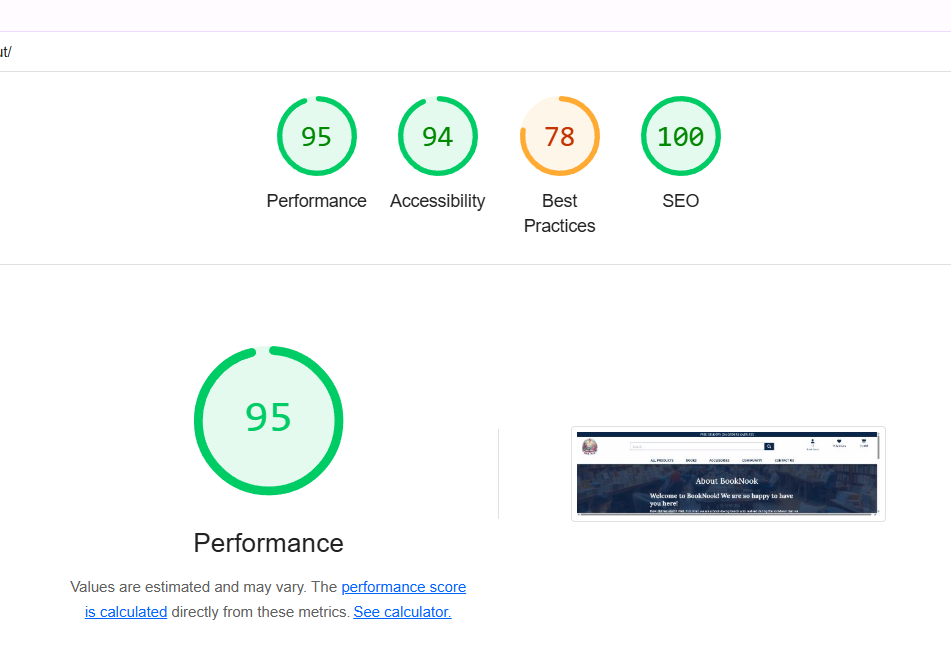 ut/
95
94
78
100
Performance
Accessibility
Best
Practices
SEO
95
Performance
Values are estimated and may vary. The performance score
is calculated directly from these metrics. See calculator.
ALL PRODUCTS BOOKS ACCESSORIES COMMUNITY CONTACT US
About BookNook
Welcome to BookNook! We are so happy to have
you here!